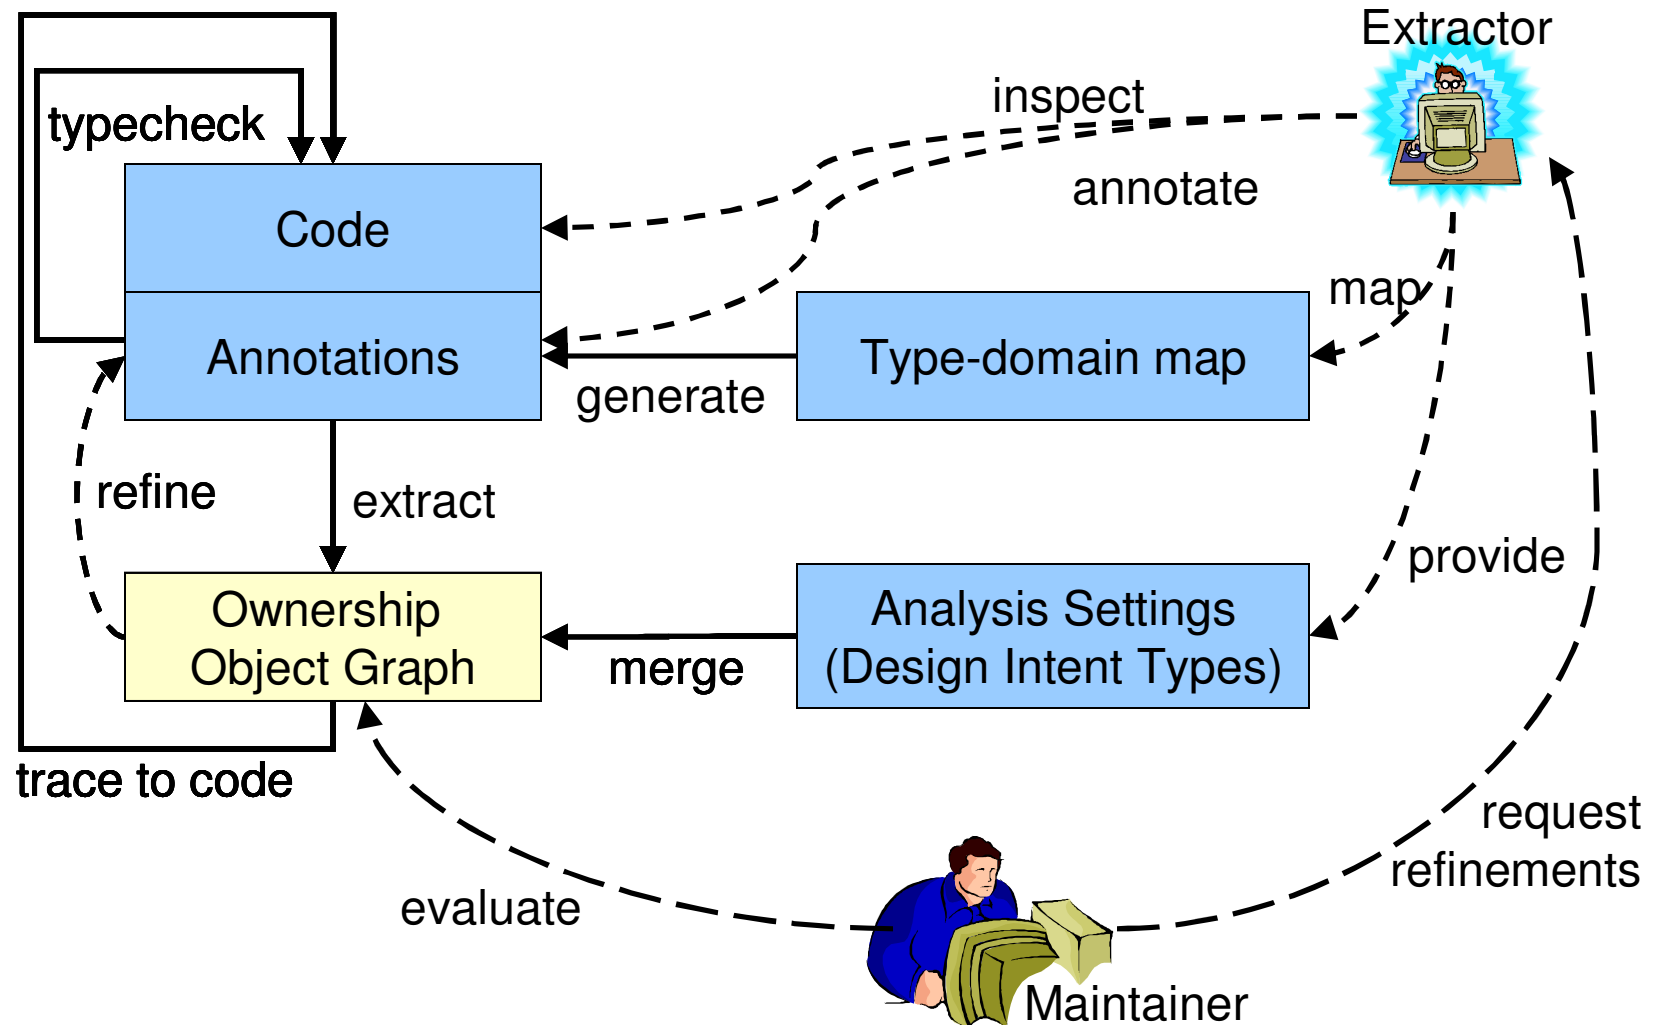 Extractor
inspect
typecheck
annotate
Code
map
Annotations
Type-domain map
generate
refine
extract
provide
Ownership
Object Graph
Analysis Settings
(Design Intent Types)
merge
trace to code
request
refinements
evaluate
Maintainer